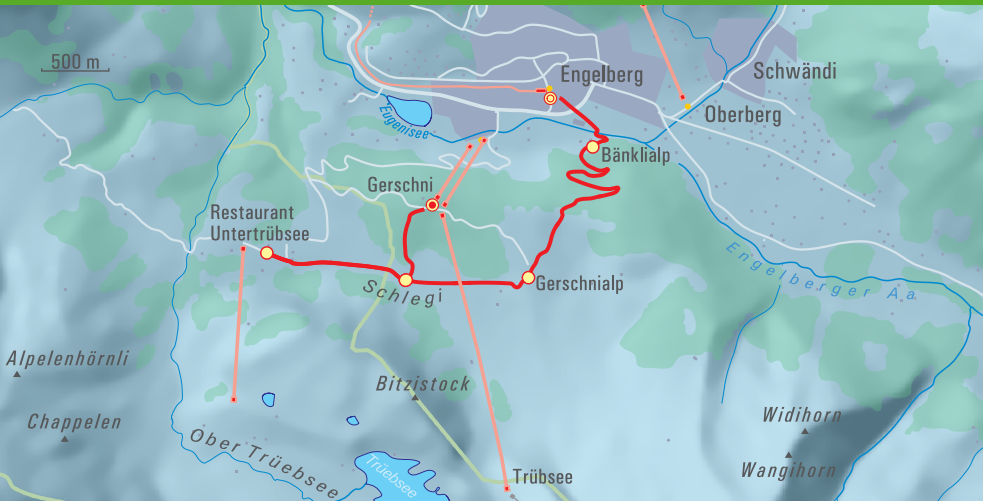 500 m
Engelberg
Schwändi
Oberberg
Eugenisee
Bänklialp
Gerschni
Restaurant
Untertrübsee
Engelberger Aa
Schlegi
Gerschnialp
Alpelenhörnli
Bitzistock
Chappelen
Widihorn
Ober Trüebsee
Trüebsee
Trübsee
Wangihorn